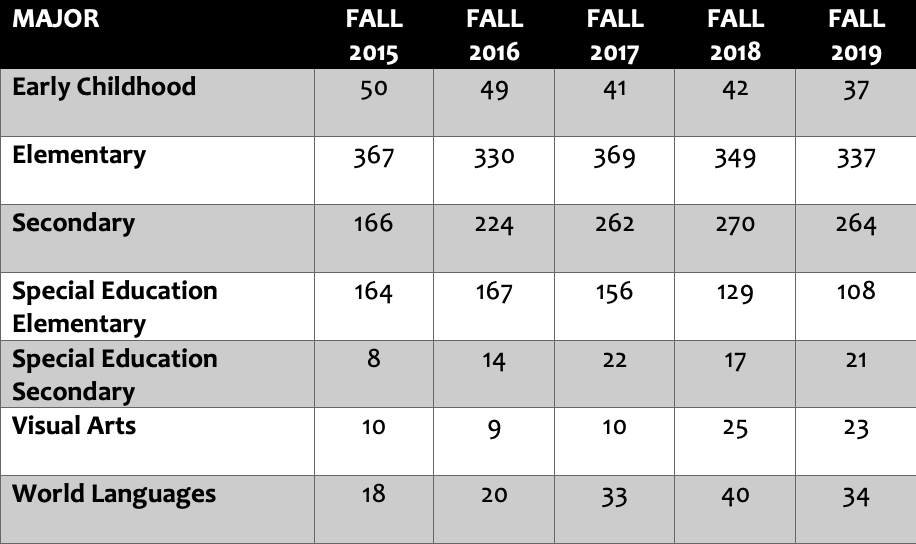 MAJOR FALL 2015 FALL 2016 FALL 2017 FALL 2018 FALL 2019
Early Childhood 50 49 41 42 37
Elementary 367 330 369 349 337
Secondary 166 224 262 270 264
Special Education Elementary 164 167 156 129 108
Special Education Secondary 8 14 22 17 21
Visual Arts 10 9 10 25 23
World Languages 18 20 33 40 34